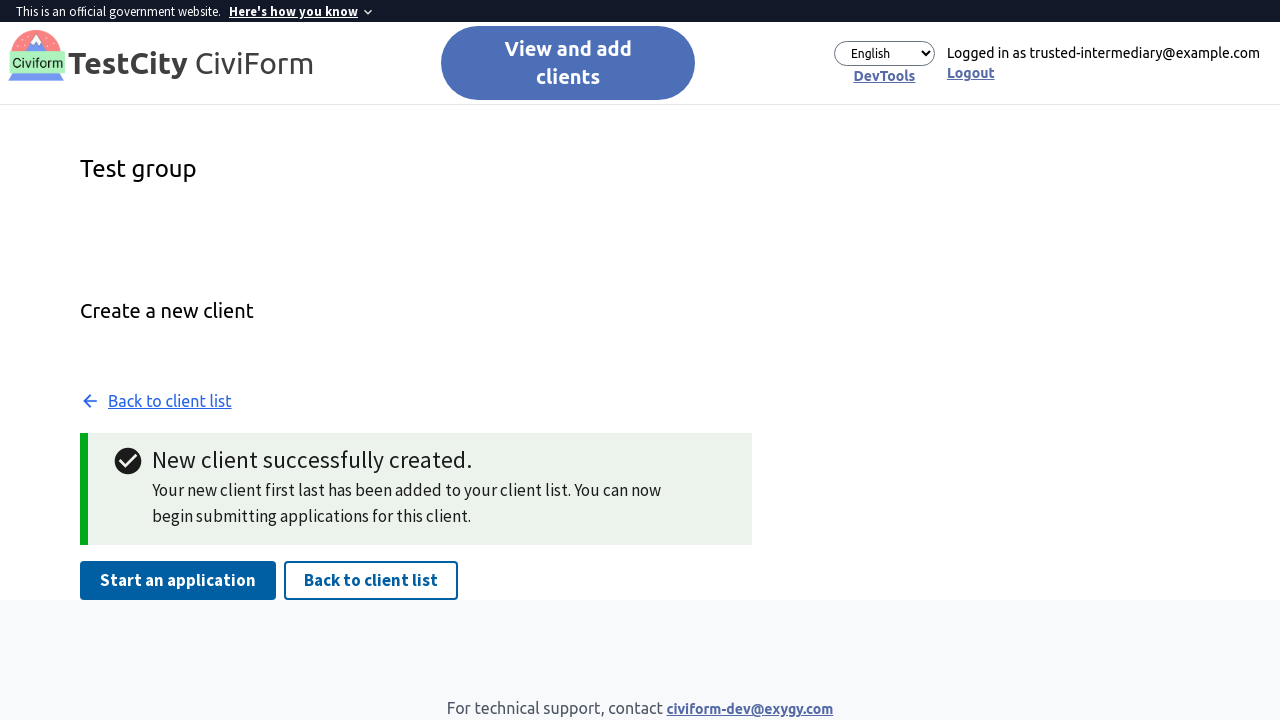 This is an official government website. Here's how you know
Civiform
TestCity CiviForm
View and add
clients
English
DevTools
Logged in as trusted-intermediary@example.com
Logout
Test group
Create a new client
Back to client list
New client successfully created.
Your new client first last has been added to your client list. You can now
begin submitting applications for this client.
Start an application
Back to client list
For technical support, contact civiform-dev@exygy.com